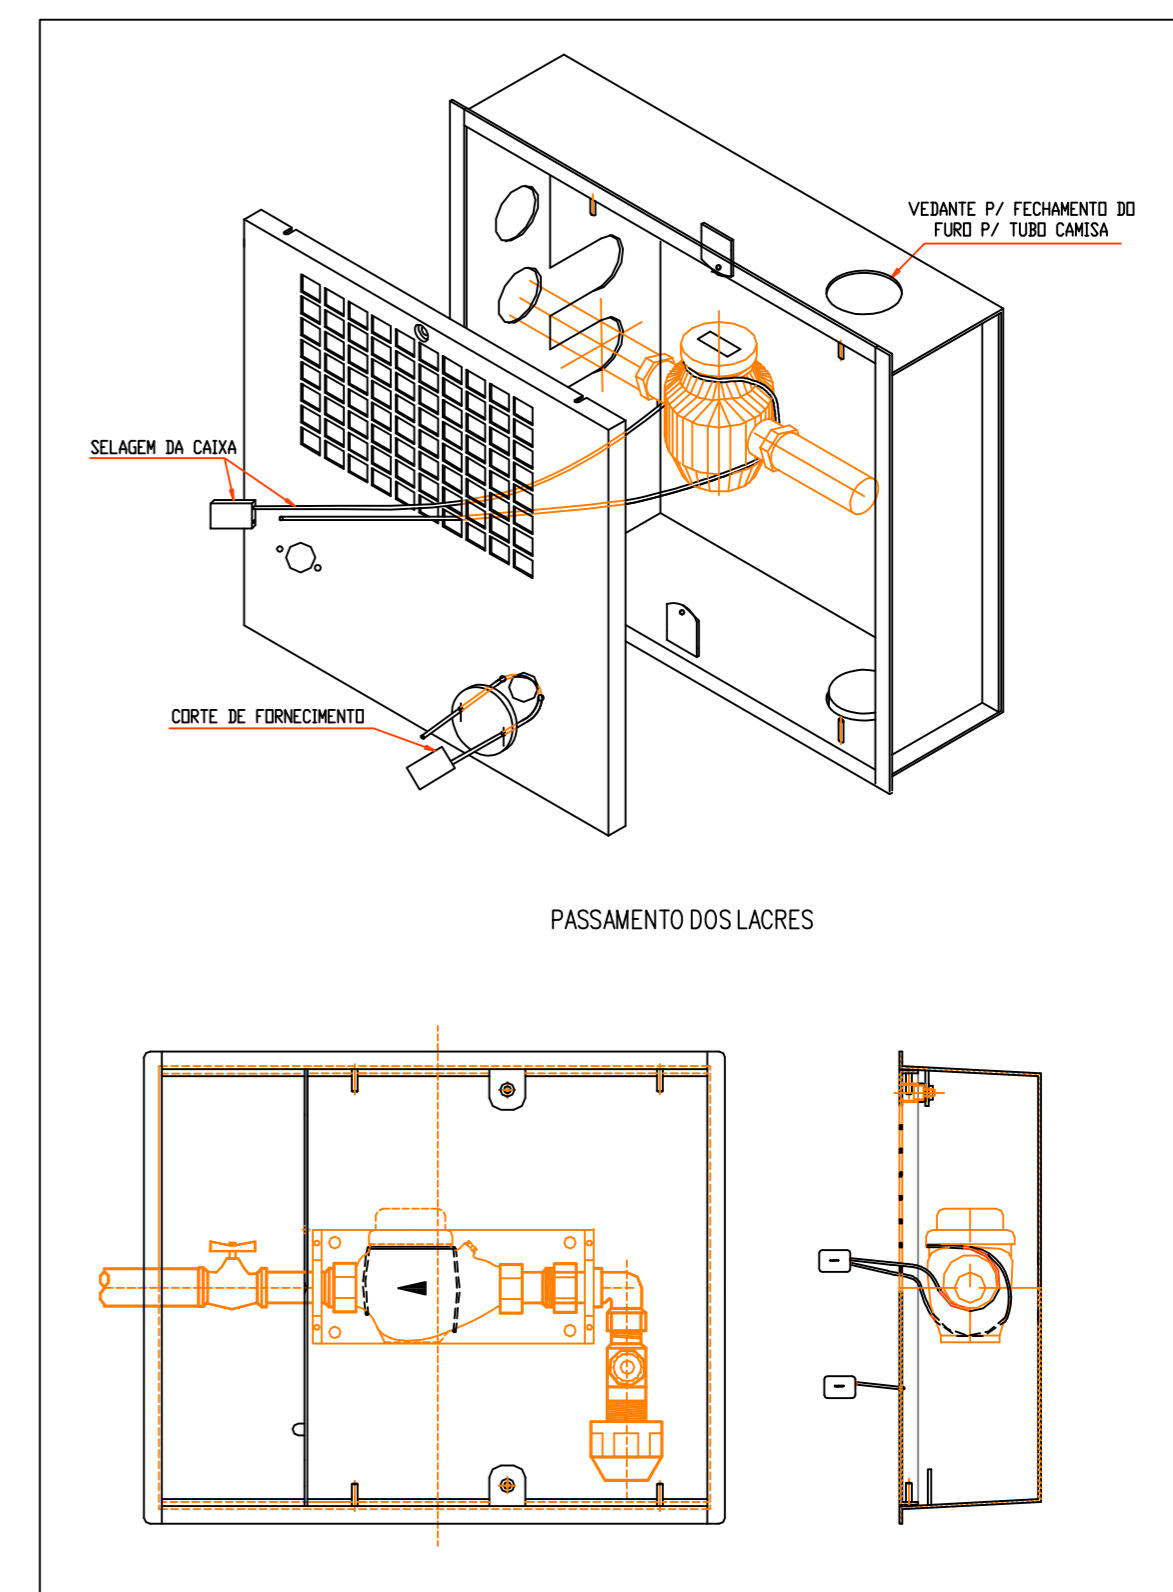 VEDANTE P/ FECHAMENTO DO
FURO P/ TUBO CAMISA
SELAGEM DA CAIXA
CORTE DE FORNECIMENTO
PASSAMENTO DOS LACRES